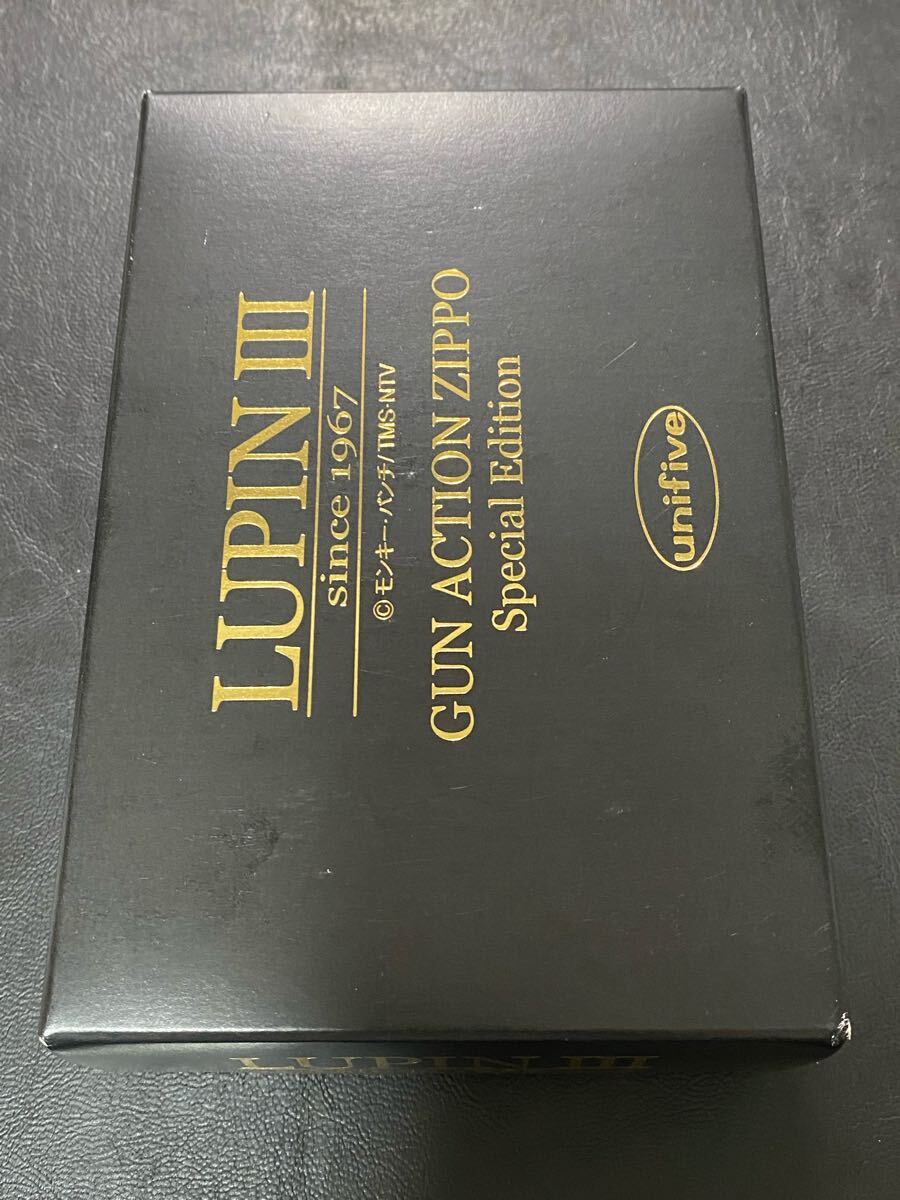 LUPIN III
since 1967
©モンキー・パンチ/TMS・NTV
GUN ACTION ZIPPO
Special Edition
unifive
LUPIN III